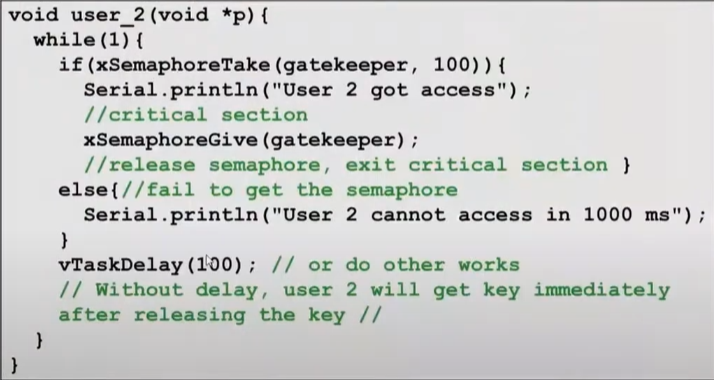 void user_2(void *p){
while(1){
if(xSemaphoreTake(gatekeeper, 100)){
Serial.println("User 2 got access");
//critical section
xSemaphoreGive(gatekeeper);
//release semaphore, exit critical section }
else{//fail to get the semaphore
Serial.println("User 2 cannot access in 1000 ms");
}
vTaskDelay(100); // or do other works
// Without delay, user 2 will get key immediately
after releasing the key //
}
}